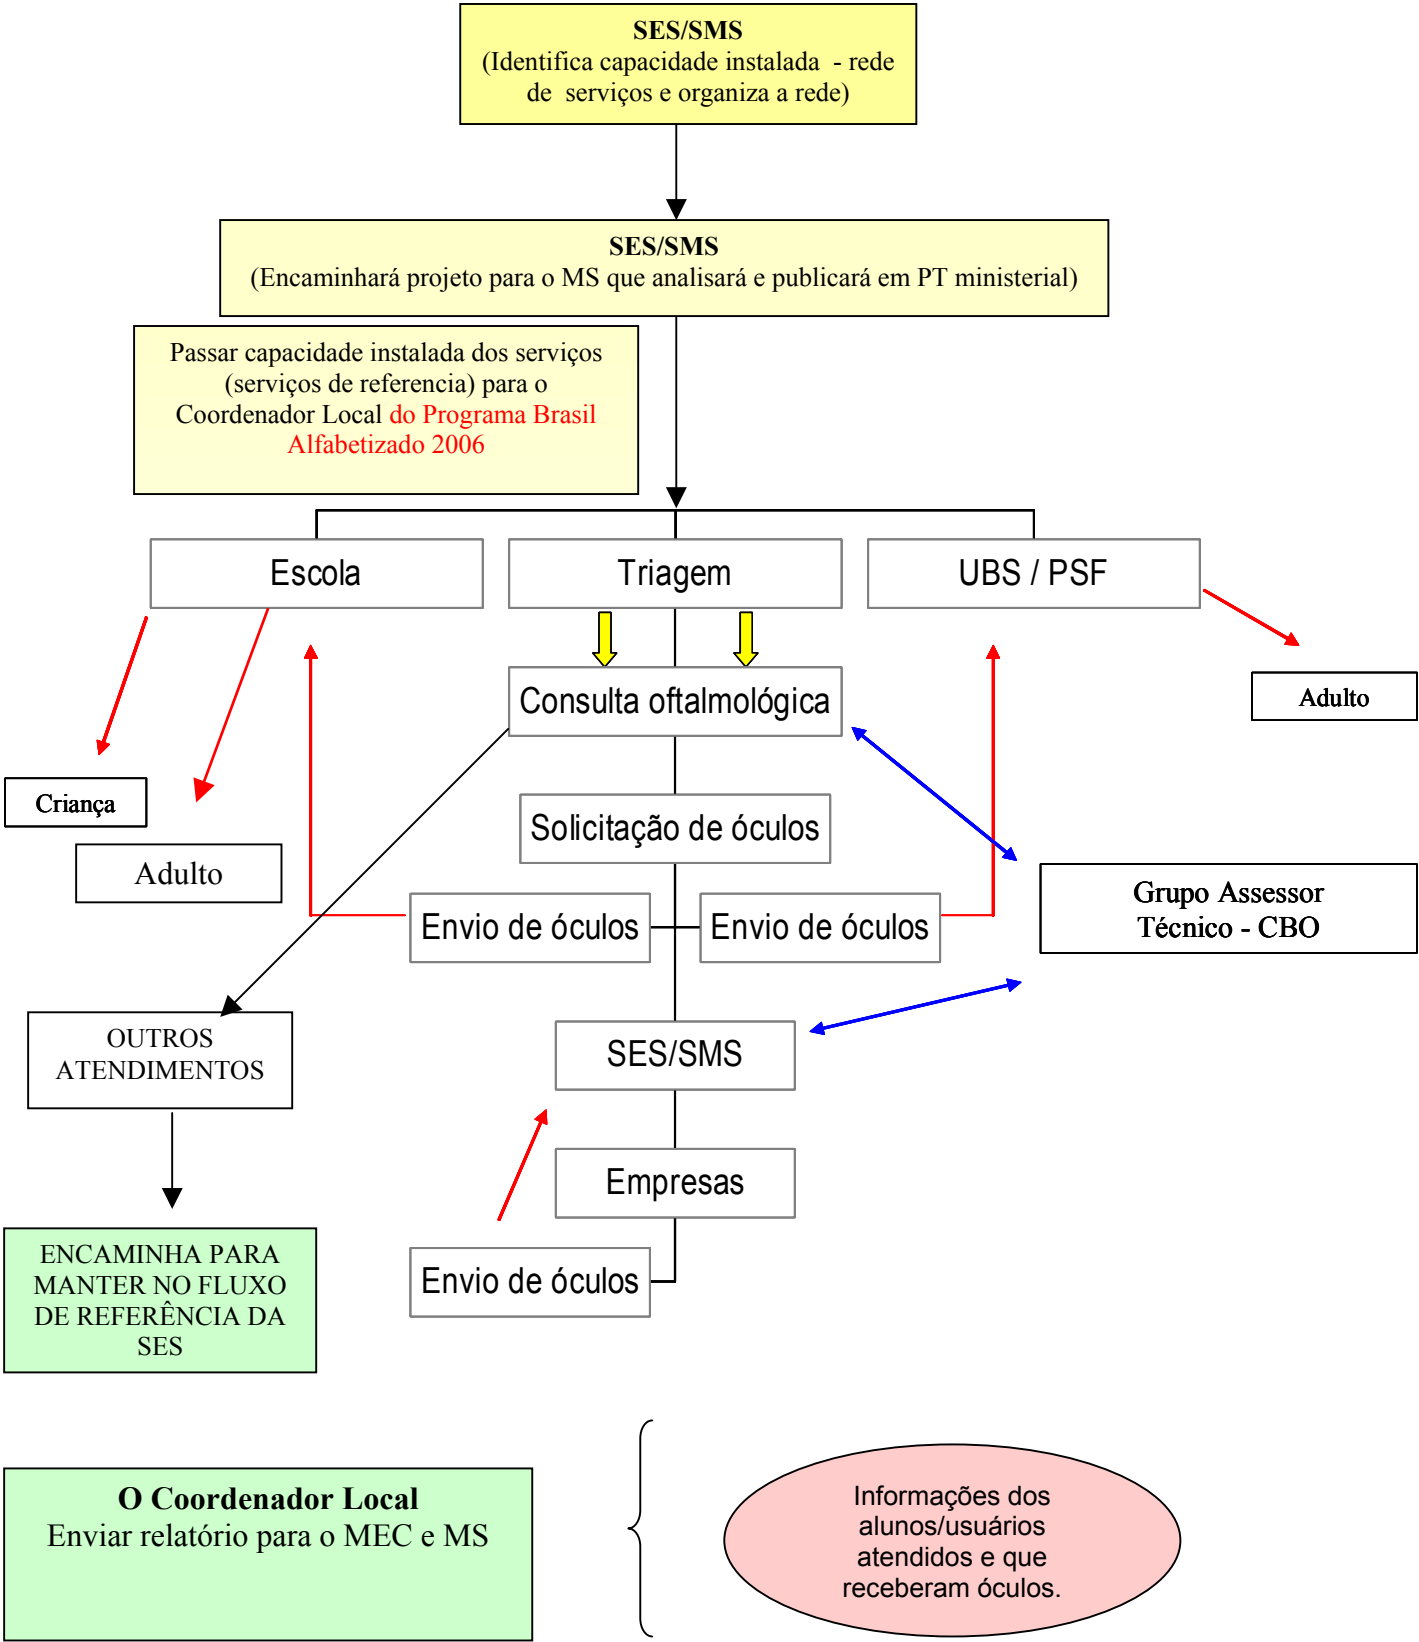 SES/SMS
(Identifica capacidade instalada - rede
de serviços e organiza a rede)
SES/SMS
(Encaminhará projeto para o MS que analisará e publicará em PT ministerial)
Passar capacidade instalada dos serviços
(serviços de referencia) para o
Coordenador Local do Programa Brasil
Alfabetizado 2006
Escola
Triagem
UBS / PSF
Consulta oftalmológica
Adulto
Criança
Solicitação de óculos
Adulto
Envio de óculos
Envio de óculos
Grupo Assessor
Técnico - CBO
OUTROS
ATENDIMENTOS
SES/SMS
Empresas
ENCAMINHA PARA
MANTER NO FLUXO
DE REFERÊNCIA DA
SES
Envio de óculos
O Coordenador Local
Enviar relatório para o MEC e MS
Informações dos
alunos/usuários
atendidos e que
receberam óculos.